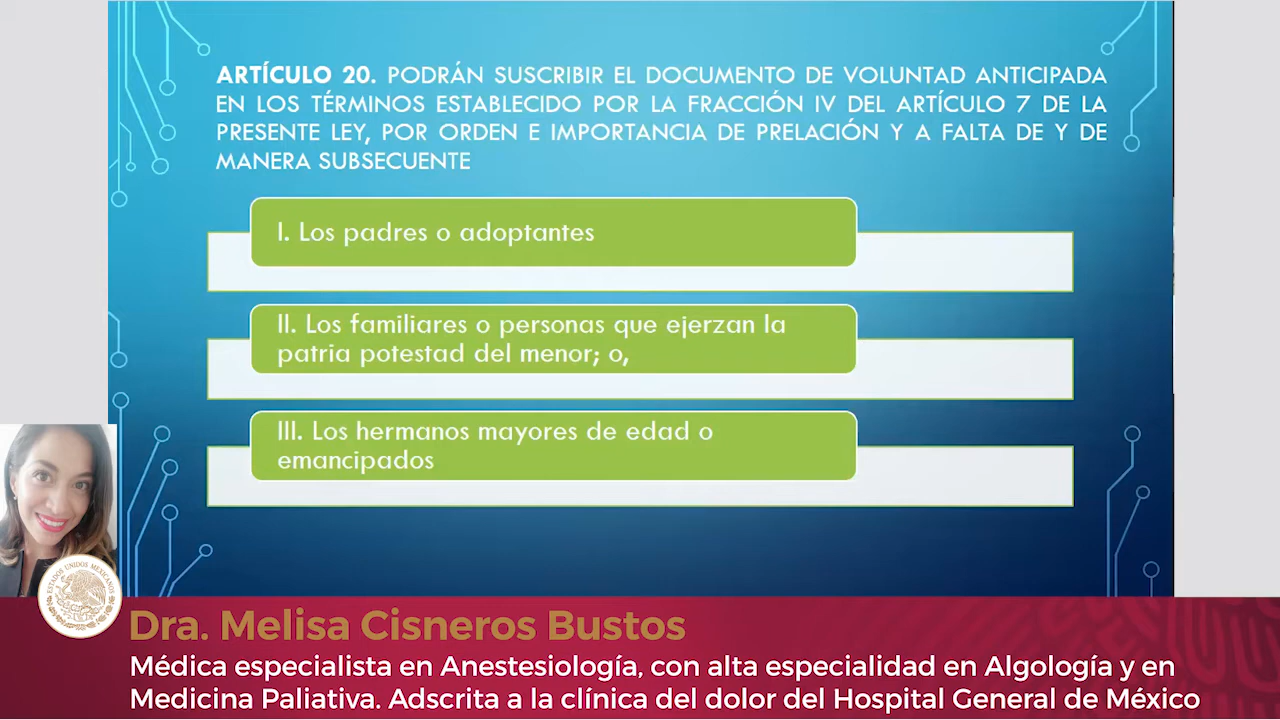 ARTÍCULO 20. PODRÁN SUSCRIBIR EL DOCUMENTO DE VOLUNTAD ANTICIPADA
EN LOS TÉRMINOS ESTABLECIDO POR LA FRACCIÓN IV DEL ARTÍCULO 7 DE LA
PRESENTE LEY, POR ORDEN E IMPORTANCIA DE PRELACIÓN Y A FALTA DE Y DE
MANERA SUBSECUENTE
I. Los padres o adoptantes
II. Los familiares o personas que ejerzan la
patria potestad del menor; o,
III. Los hermanos mayores de edad o
emancipados
ESTADOS UNIDOS MEXICANOS
Dra. Melisa Cisneros Bustos
Médica especialista en Anestesiología, con alta especialidad en Algología y en
Medicina Paliativa. Adscrita a la clínica del dolor del Hospital General de México